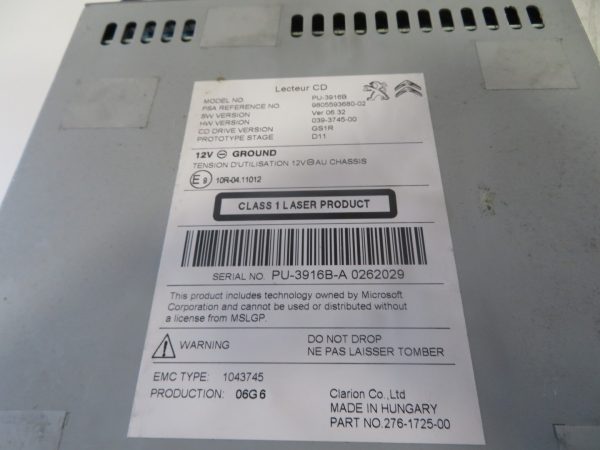 Lecteur CD
MODEL NO. PU-3916B
PSA REFERENCE NO. 9805593680-02
SW VERSION Ver 06 32
HW VERSION 039-3745-00
CD DRIVE VERSION GS1R
PROTOTYPE STAGE D11
12V ⊖ GROUND
TENSION D'UTILISATION 12V⊖AU CHASSIS
E9 10R-04.11012
CLASS 1 LASER PRODUCT
SERIAL NO. PU-3916B-A 0262029
This product includes technology owned by Microsoft
Corporation and cannot be used or distributed without
a license from MSLGP.
WARNING DO NOT DROP
NE PAS LAISSER TOMBER
EMC TYPE: 1043745
PRODUCTION: 06G6
Clarion Co.,Ltd
MADE IN HUNGARY
PART NO.276-1725-00